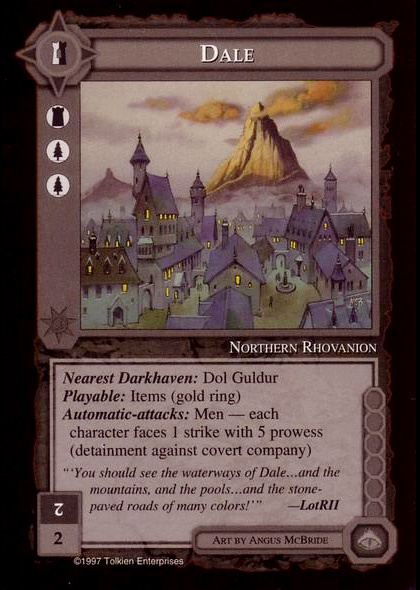 DALE
NORTHERN RHOVANION
Nearest Darkhaven: Dol Guldur
Playable: Items (gold ring)
Automatic-attacks: Men — each
character faces 1 strike with 5 prowess
(detainment against covert company)
“‘You should see the waterways of Dale...and the
mountains, and the pools...and the stone-
paved roads of many colors!’” —LotRII
2
2
ART BY ANGUS MCBRIDE
©1997 Tolkien Enterprises